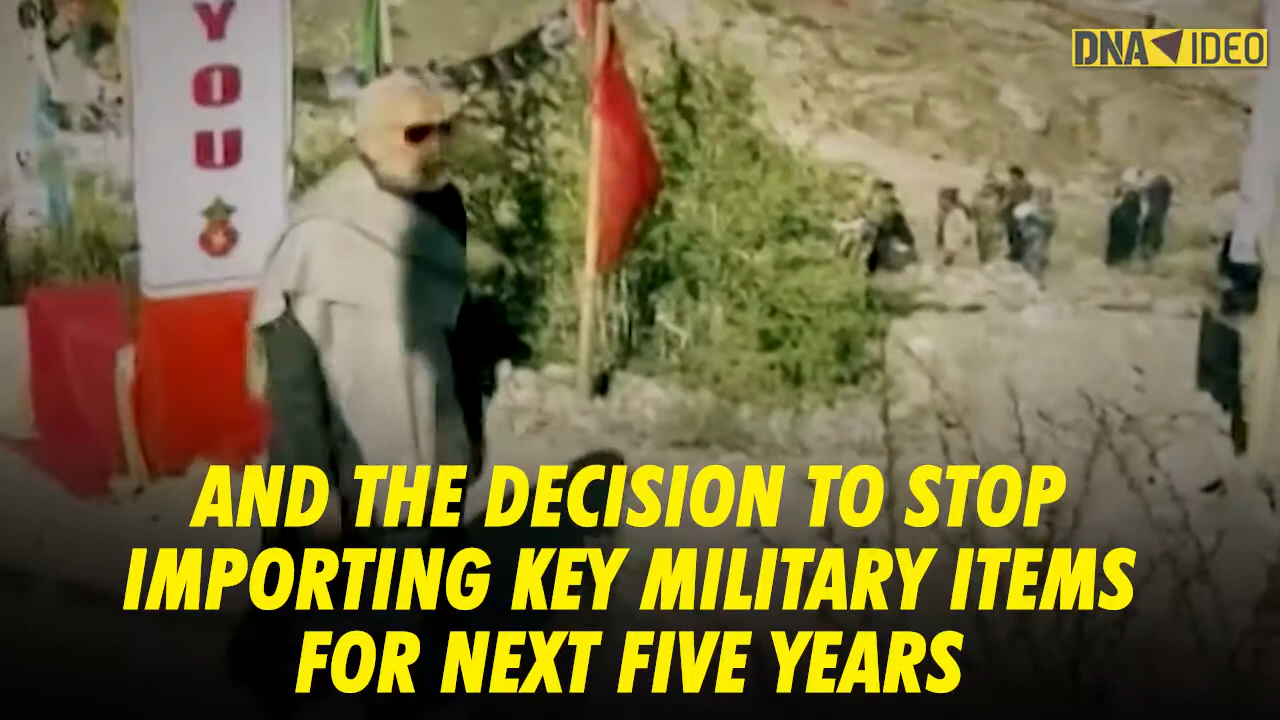 YOU
DNA VIDEO
AND THE DECISION TO STOP
IMPORTING KEY MILITARY ITEMS
FOR NEXT FIVE YEARS